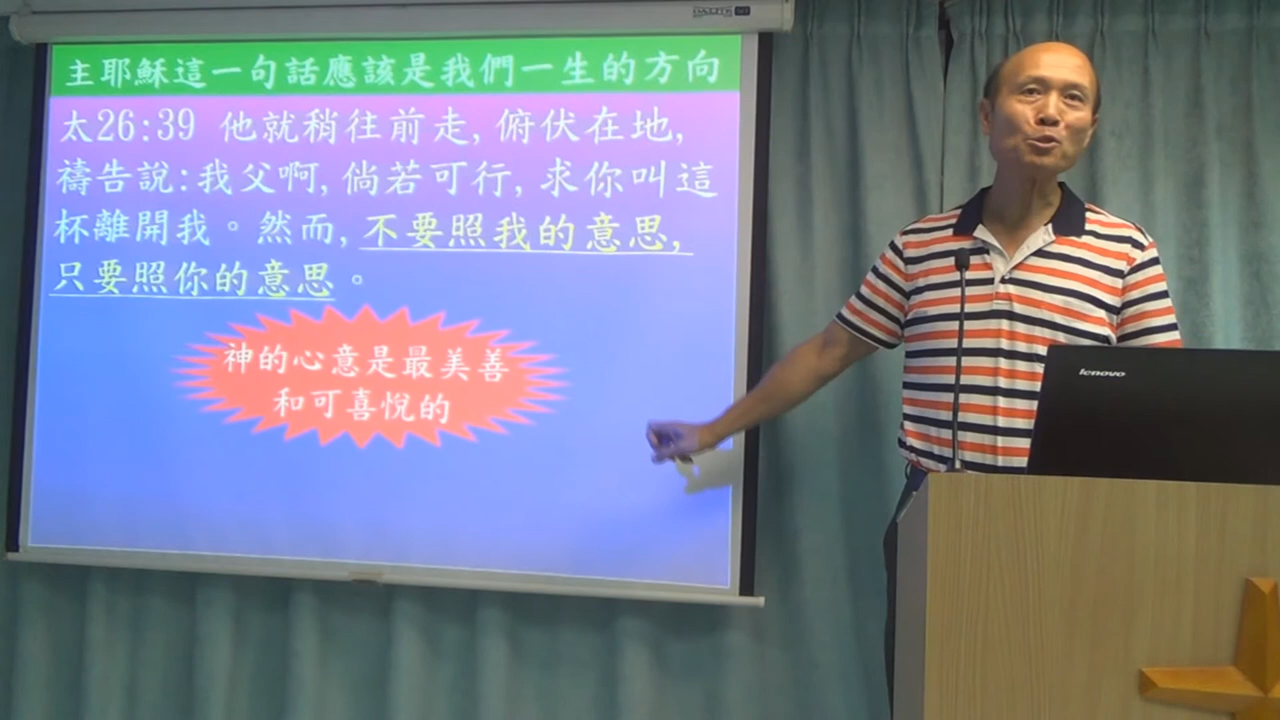 DAZZLE
主耶穌這一句話應該是我們一生的方向
太26:39 他就稍往前走,俯伏在地,
禱告說:我父啊,倘若可行,求你叫這
杯離開我。然而,不要照我的意思,
只要照你的意思。
神的心意是最美善
和可喜悅的
lenovo